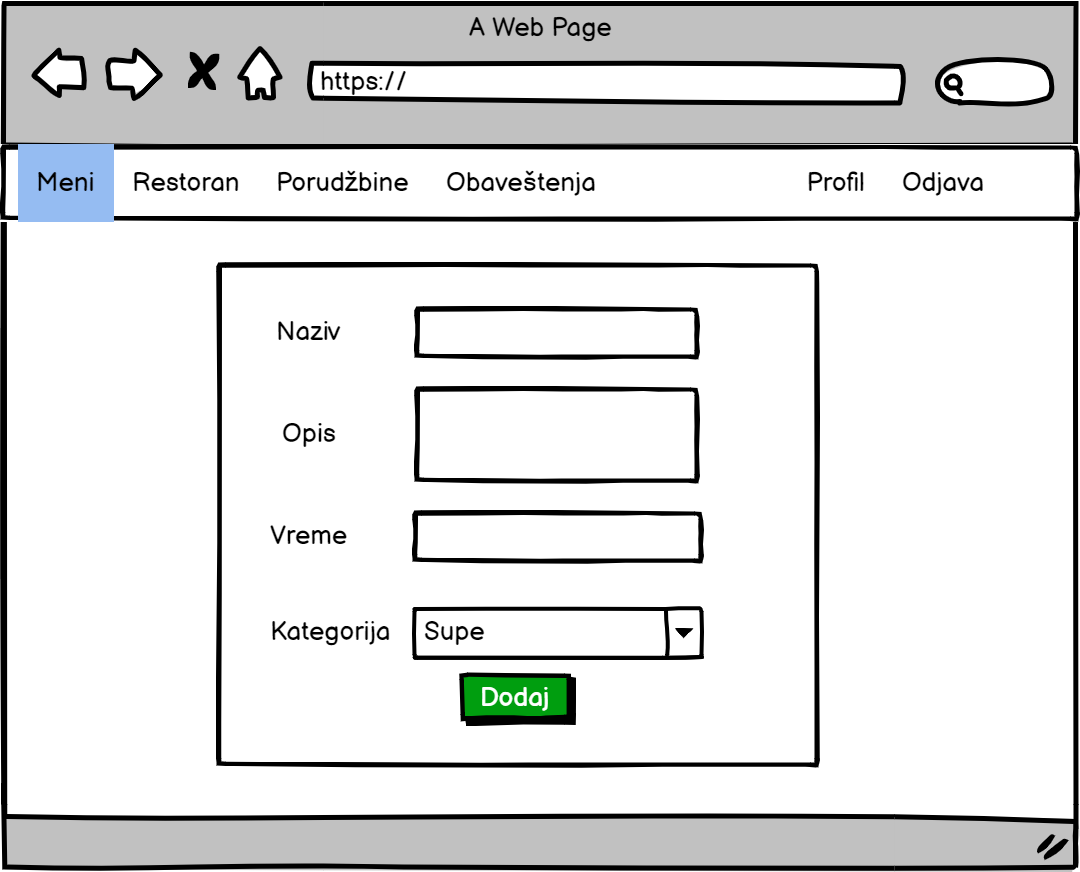 A Web Page
https://
Meni Restoran Porudžbine Obaveštenja Profil Odjava
Naziv
Opis
Vreme
Kategorija Supe
Dodaj